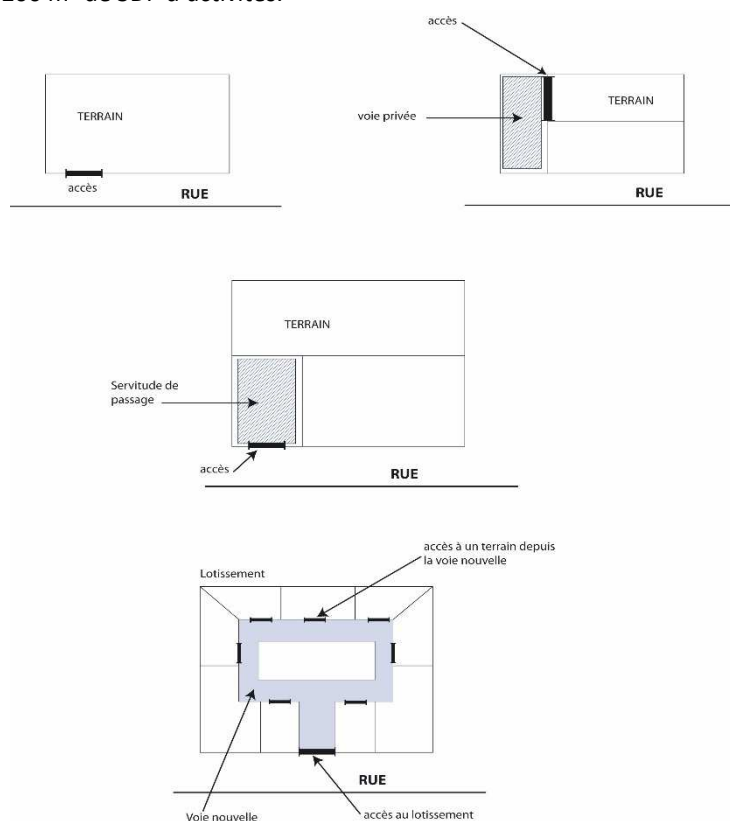 accès
TERRAIN
accès
RUE
voie privée
TERRAIN
RUE
TERRAIN
Servitude de
passage
accès
RUE
accès à un terrain depuis
la voie nouvelle
Lotissement
RUE
Voie nouvelle
accès au lotissement